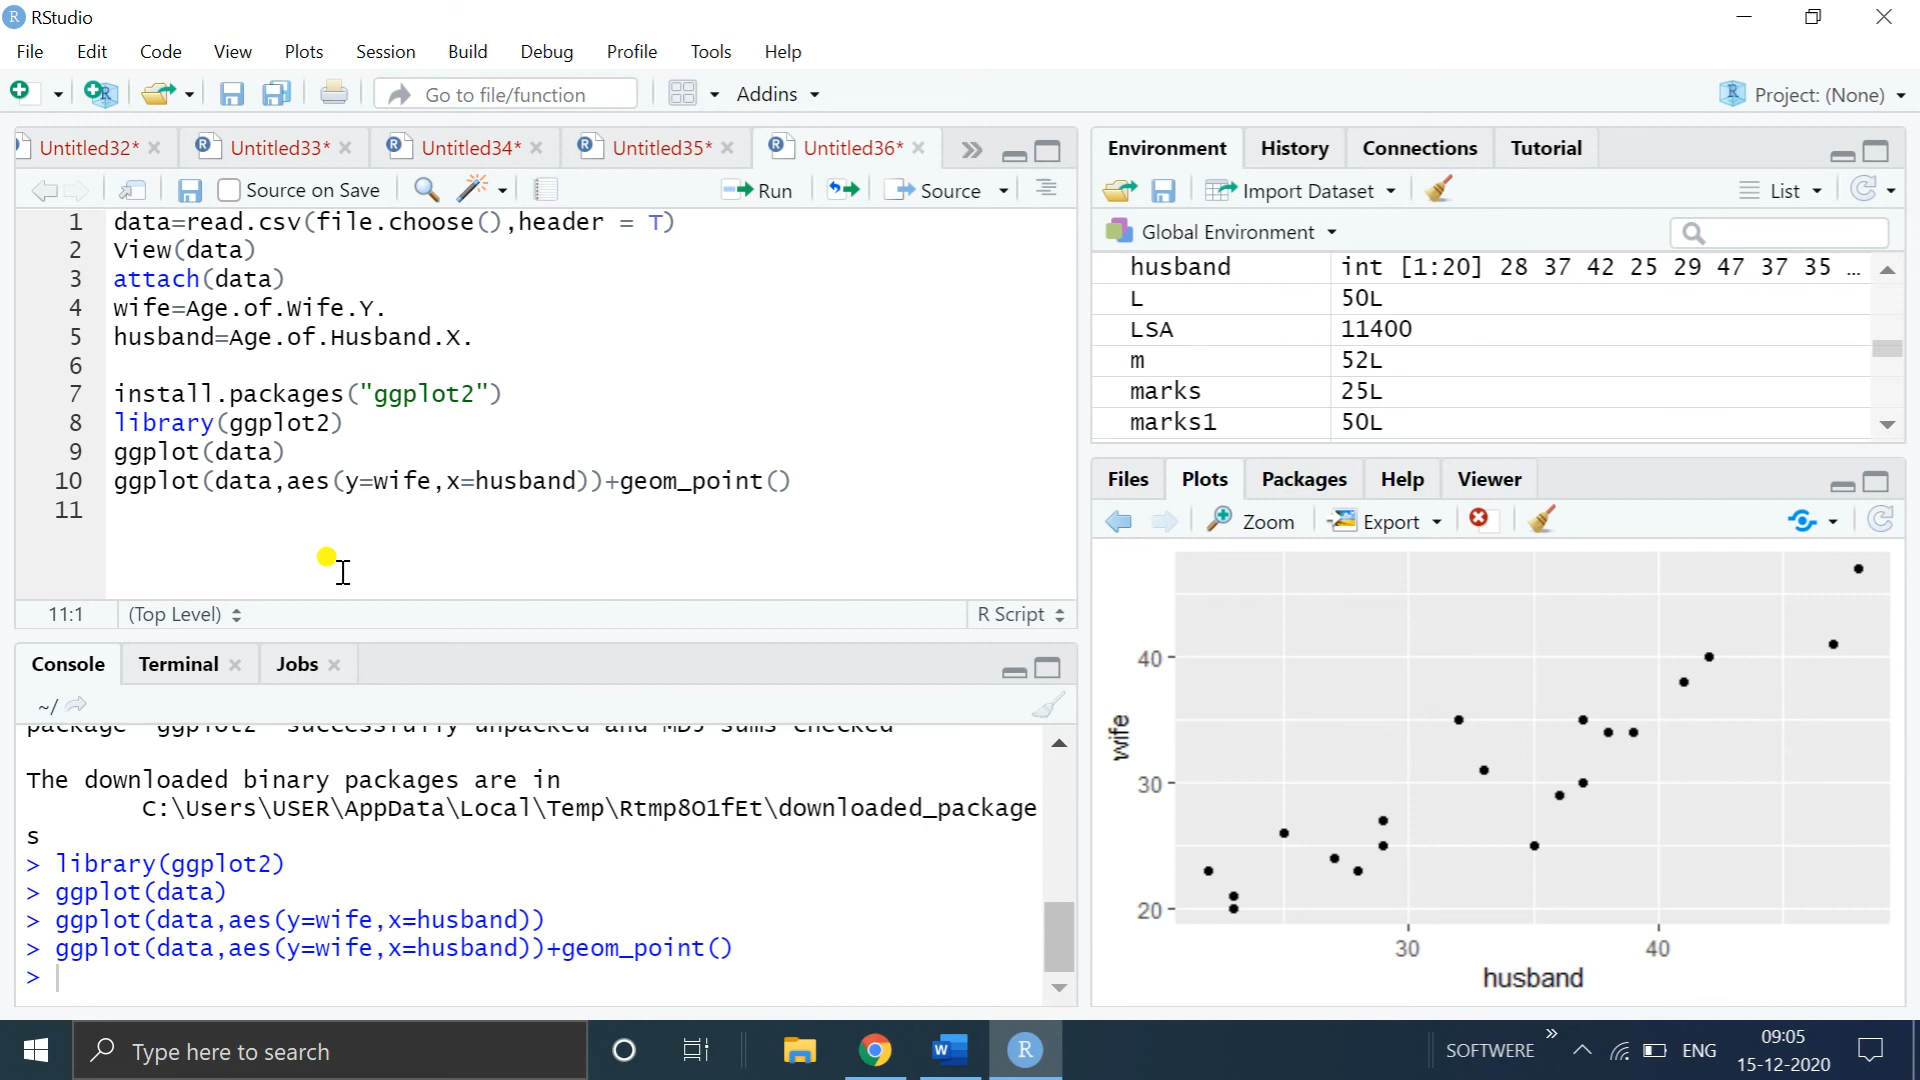 RStudio
File Edit Code View Plots Session Build Debug Profile Tools Help
Go to file/function Addins Project: (None)
Untitled32* Untitled33* Untitled34* Untitled35* Untitled36*
Source on Save Run Source
1 data=read.csv(file.choose(),header = T)
2 View(data)
3 attach(data)
4 wife=Age.of.Wife.Y.
5 husband=Age.of.Husband.X.
6
7 install.packages("ggplot2")
8 library(ggplot2)
9 ggplot(data)
10 ggplot(data,aes(y=wife,x=husband))+geom_point()
11
11:1 (Top Level) R Script
Console Terminal Jobs
~/
package ‘ggplot2’ successfully unpacked and MD5 sums checked
The downloaded binary packages are in
C:\Users\USER\AppData\Local\Temp\Rtmp8O1fEt\downloaded_package
s
> library(ggplot2)
> ggplot(data)
> ggplot(data,aes(y=wife,x=husband))
> ggplot(data,aes(y=wife,x=husband))+geom_point()
>
Environment History Connections Tutorial
Import Dataset List
Global Environment
husband int [1:20] 28 37 42 25 29 47 37 35 ...
L 50L
LSA 11400
m 52L
marks 25L
marks1 50L
Files Plots Packages Help Viewer
Zoom Export
40
30
20
wife
30 40
husband
Type here to search
SOFTWERE ENG
09:05
15-12-2020